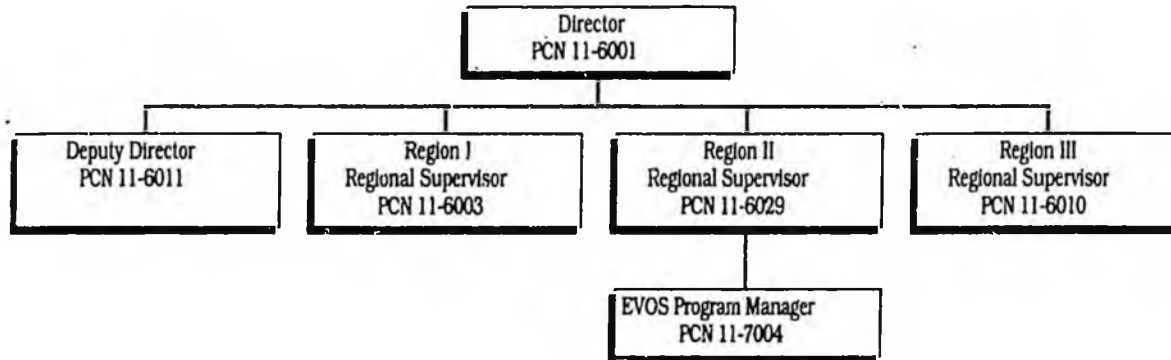 Director
PCN 11-6001
Deputy Director
PCN 11-6011
Region I
Regional Supervisor
PCN 11-6003
Region II
Regional Supervisor
PCN 11-6029
Region III
Regional Supervisor
PCN 11-6010
EVOS Program Manager
PCN 11-7004